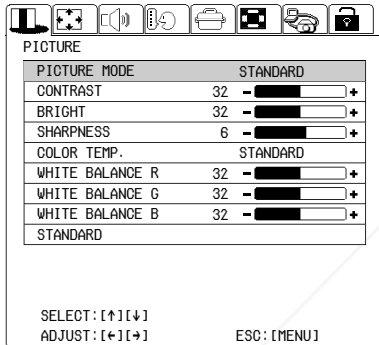 PICTURE
PICTURE MODE STANDARD
CONTRAST 32 - +
BRIGHT 32 - +
SHARPNESS 6 - +
COLOR TEMP. STANDARD
WHITE BALANCE R 32 - +
WHITE BALANCE G 32 - +
WHITE BALANCE B 32 - +
STANDARD
SELECT:[↑][↓]
ADJUST:[←][→] ESC:[MENU]